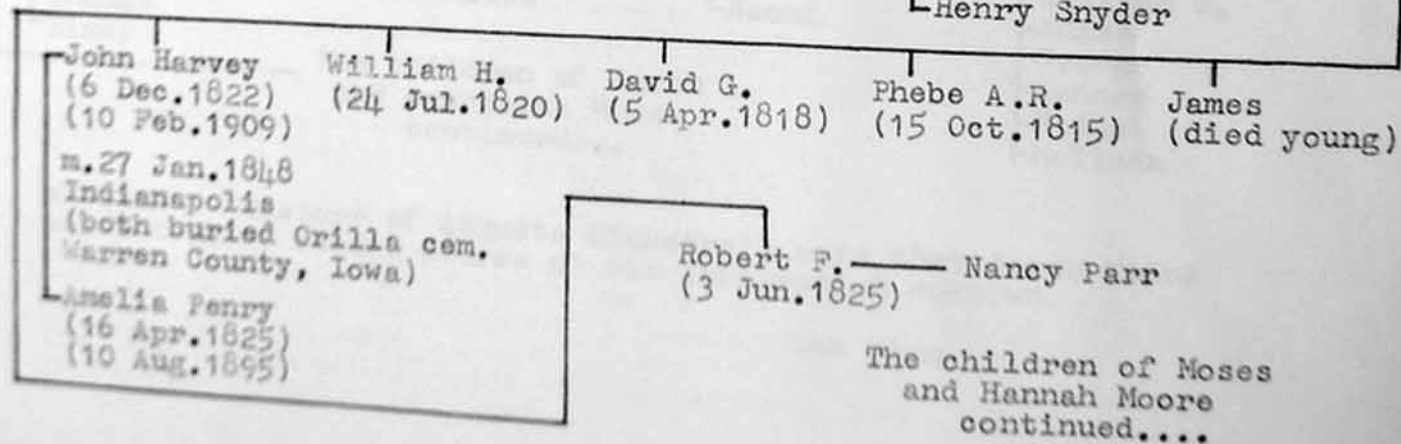 Henry Snyder
John Harvey
(6 Dec.1822)
(10 Feb.1909)
m.27 Jan.1848
Indianapolis
(both buried Orilla cem.
Warren County, Iowa)
Amelia Penry
(16 Apr.1825)
(10 Aug.1895)
William H.
(24 Jul.1820)
David G.
(5 Apr.1818)
Phebe A.R.
(15 Oct.1815)
James
(died young)
Robert F. Nancy Parr
(3 Jun.1825)
The children of Moses
and Hannah Moore
continued....